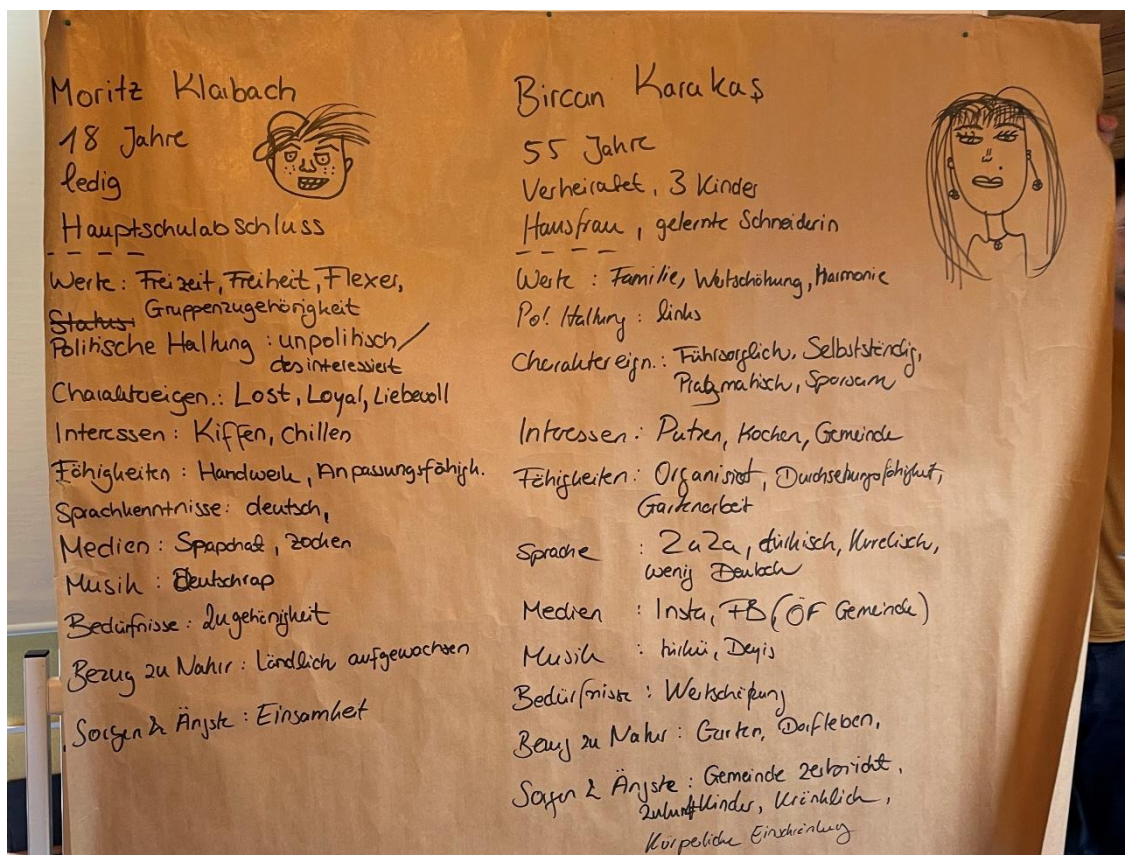 Moritz Klaibach
18 Jahre
ledig
Hauptschulabschluss
Werte: Freizeit, Freiheit, Flexer,
Status: Gruppenzugehörigkeit
Politische Haltung: unpolitisch/
desinteressiert
Charaktereigen.: Lost, Loyal, Liebevoll
Interessen: Kiffen, Chillen
Fähigkeiten: Handwerk, Anpassungsfähigk.
Sprachkenntnisse: deutsch,
Medien: Snapchat, zocken
Musik: Deutschrap
Bedürfnisse: Zugehörigkeit
Bezug zu Natur: Ländlich aufgewachsen
Sorgen & Ängste: Einsamkeit
Bircan Karakaş
55 Jahre
Verheiratet, 3 Kinder
Hausfrau, gelernte Schneiderin
Werte: Familie, Wertschöhung, Harmonie
Pol. Haltung: links
Charaktereign.: Führsorglich, Selbstständig,
Pragmatisch, Sparsam
Interessen: Putzen, Kochen, Gemeinde
Fähigkeiten: Durchsetzungsfähigkeit,
Gartenarbeit
Sprache: ZaZa, türkisch, Kurdisch,
wenig Deutsch
Medien: Insta, FB (ÖF Gemeinde)
Musik: türkü, Deyis
Bedürfnisse: Wertschätzung
Bezug zu Natur: Garten, Dorfleben,
Sorgen & Ängste: Gemeinde zerbricht,
Zukunft Kinder, Kränklich,
Körperliche Einschränkung